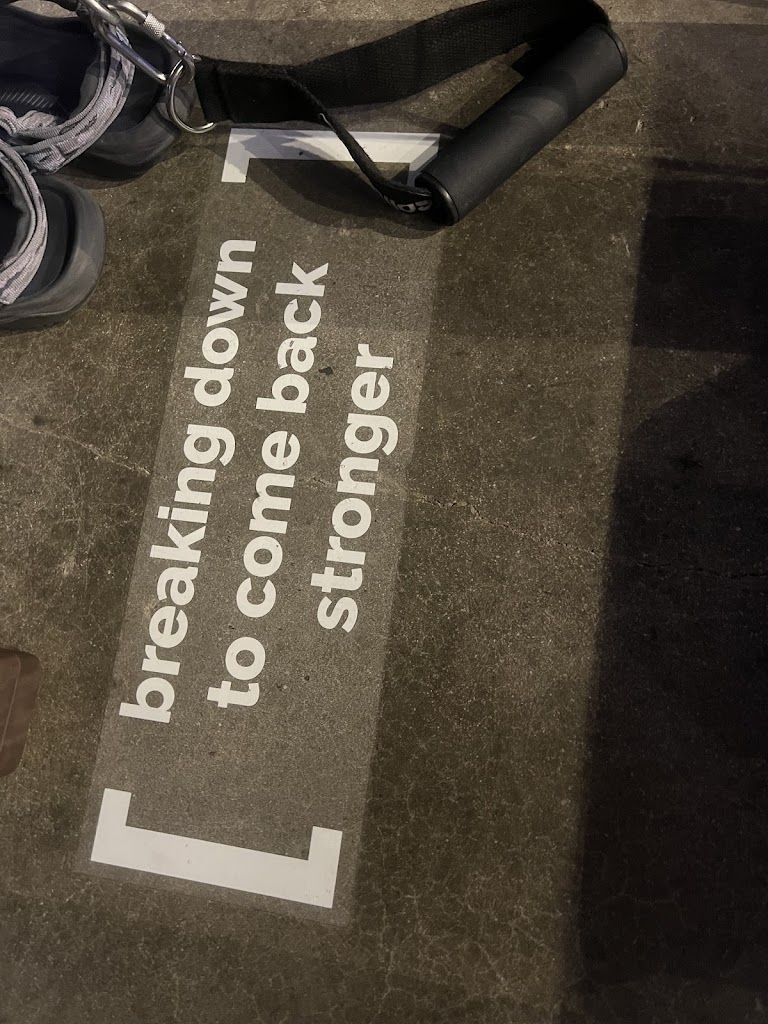 [ breaking down ]
to come back
stronger